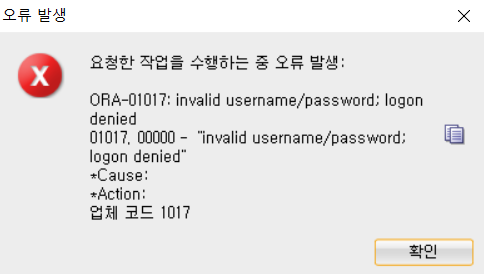 오류 발생
요청한 작업을 수행하는 중 오류 발생:
ORA-01017: invalid username/password; logon
denied
01017, 00000 -  "invalid username/password;
logon denied"
*Cause:
*Action:
업체 코드 1017
확인